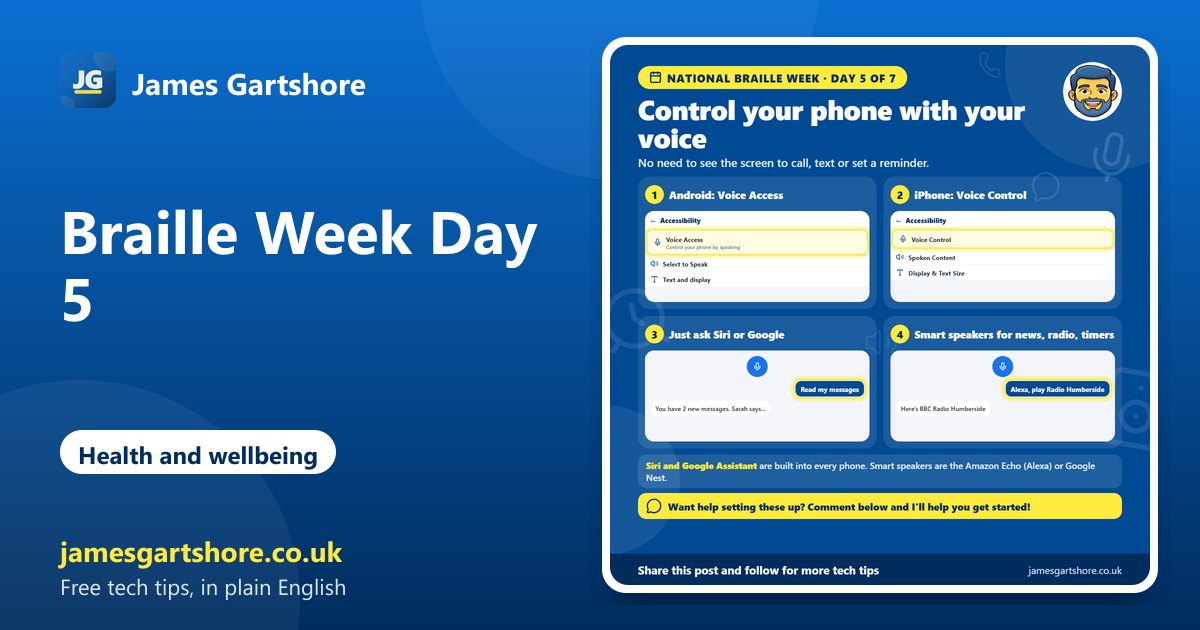 JG
James Gartshore
Braille Week Day
5
Health and wellbeing
jamesgartshore.co.uk
Free tech tips, in plain English
NATIONAL BRAILLE WEEK · DAY 5 OF 7
Control your phone with your
voice
No need to see the screen to call, text or set a reminder.
1 Android: Voice Access
← Accessibility
Voice Access
Control your phone by speaking
Select to Speak
Text and display
2 iPhone: Voice Control
← Accessibility
Voice Control
Spoken Content
Display & Text Size
3 Just ask Siri or Google
Read my messages
You have 2 new messages. Sarah says...
4 Smart speakers for news, radio, timers
Alexa, play Radio Humberside
Here's BBC Radio Humberside
Siri and Google Assistant are built into every phone. Smart speakers are the Amazon Echo (Alexa) or Google
Nest.
Want help setting these up? Comment below and I'll help you get started!
Share this post and follow for more tech tips
jamesgartshore.co.uk